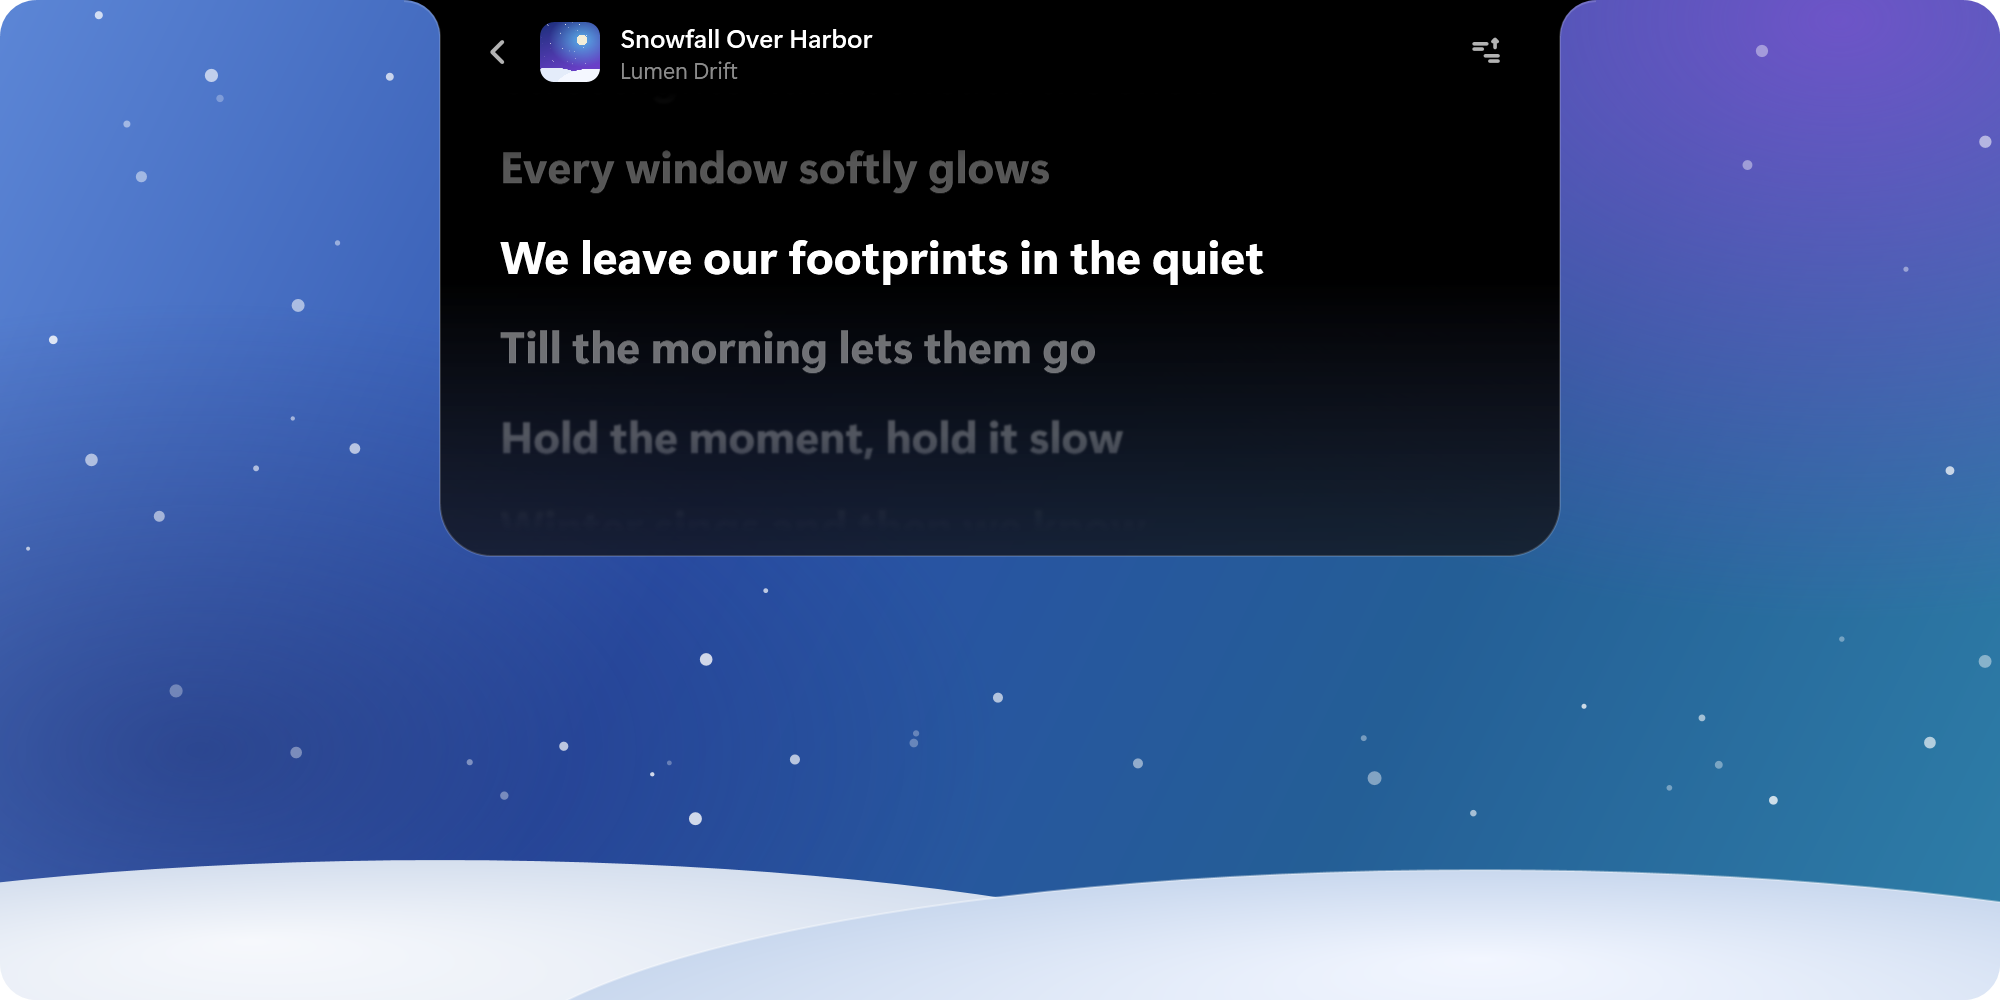 Snowfall Over Harbor
Lumen Drift
Every window softly glows
We leave our footprints in the quiet
Till the morning lets them go
Hold the moment, hold it slow